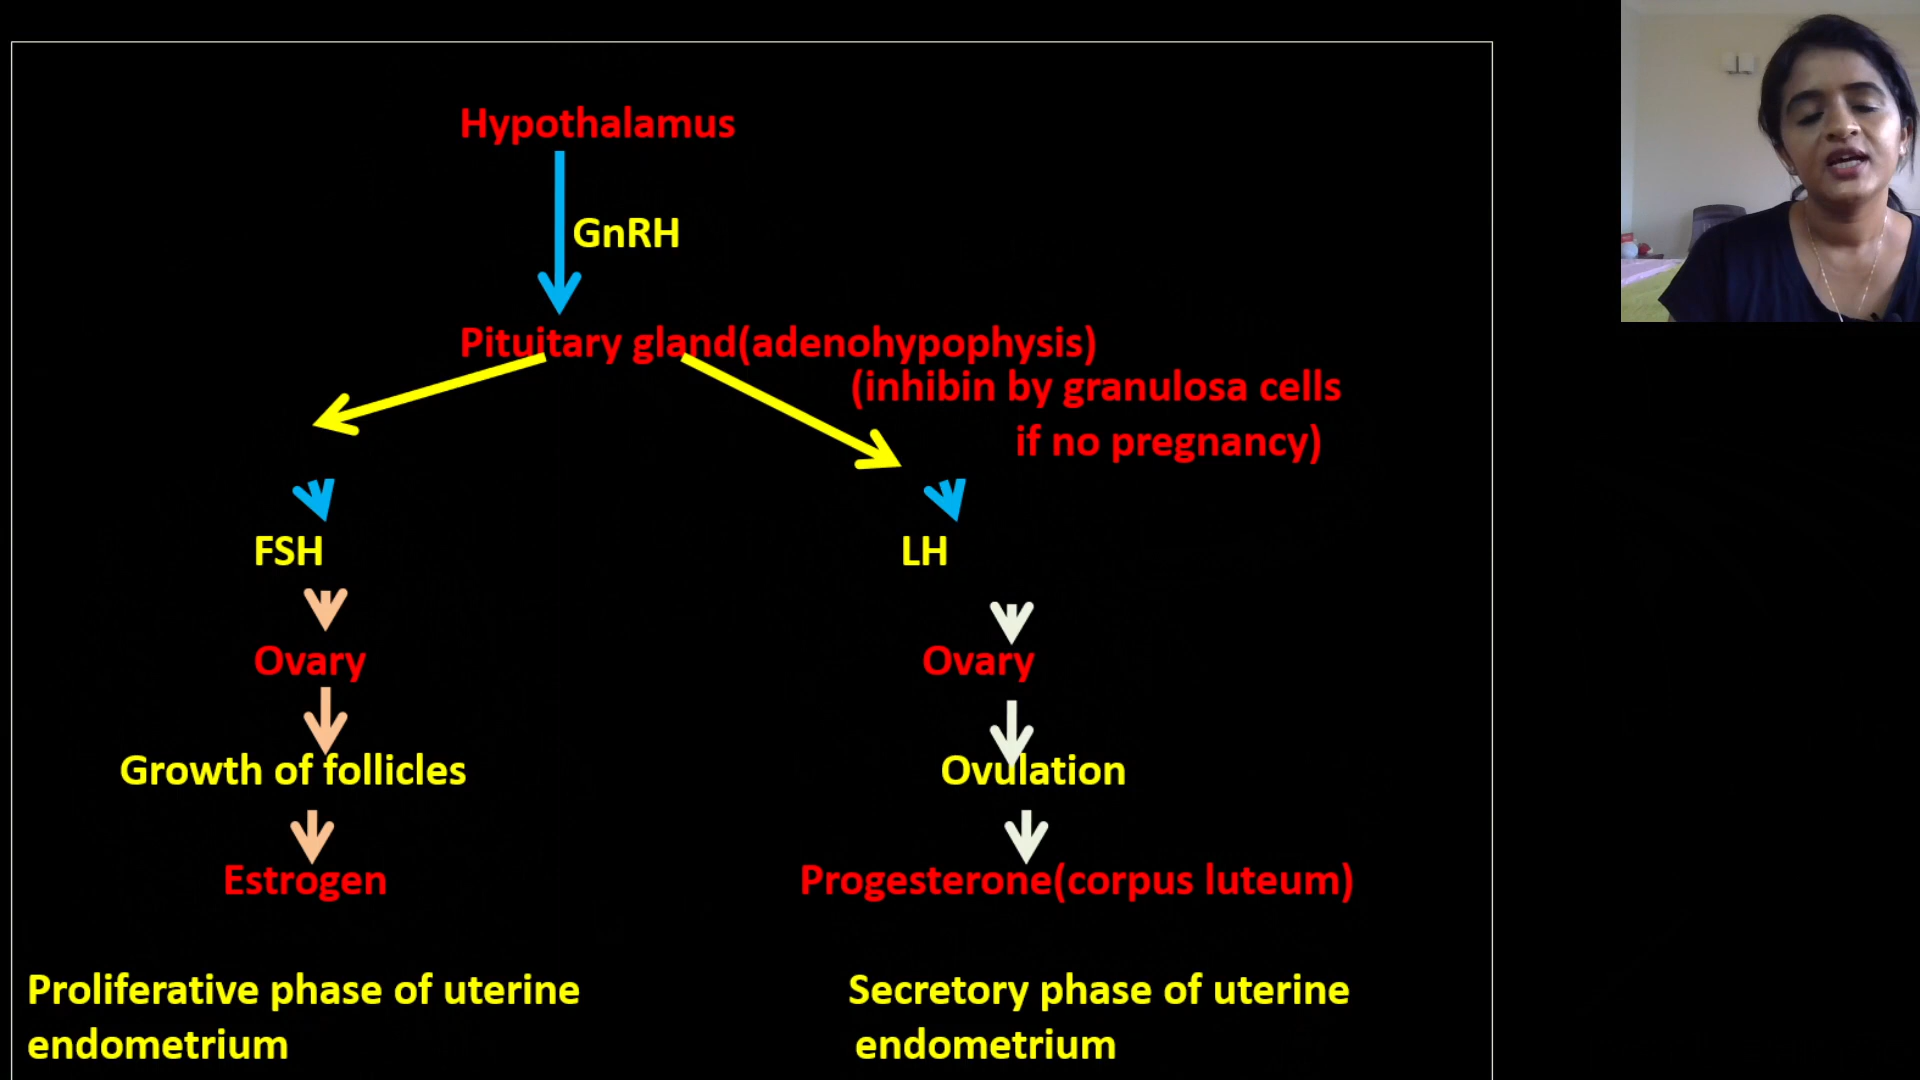 Hypothalamus
GnRH
Pituitary gland(adenohypophysis)
(inhibin by granulosa cells
if no pregnancy)
FSH
LH
Ovary
Ovary
Growth of follicles
Ovulation
Estrogen
Progesterone(corpus luteum)
Proliferative phase of uterine
endometrium
Secretory phase of uterine
endometrium